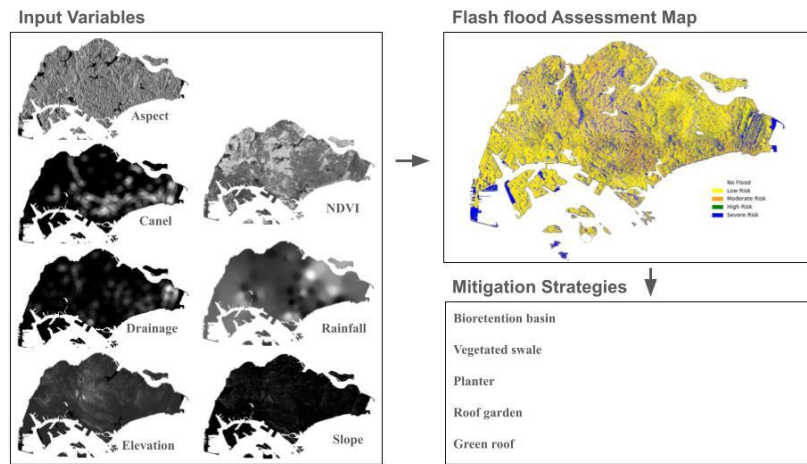 Input Variables
Aspect
Canel
NDVI
Drainage
Rainfall
Elevation
Slope
Flash flood Assessment Map
No Flood
Low Risk
Moderate Risk
High Risk
Severe Risk
Mitigation Strategies
Bioretention basin
Vegetated swale
Planter
Roof garden
Green roof